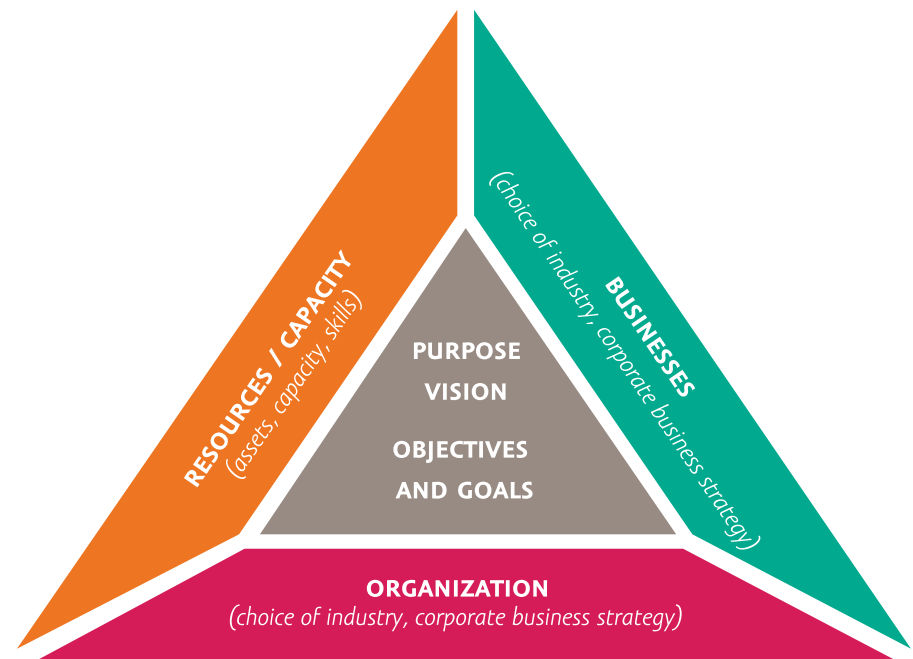 RESOURCES / CAPACITY
(assets, capacity, skills)
BUSINESSES
(choice of industry, corporate business strategy)
PURPOSE
VISION
OBJECTIVES
AND GOALS
ORGANIZATION
(choice of industry, corporate business strategy)